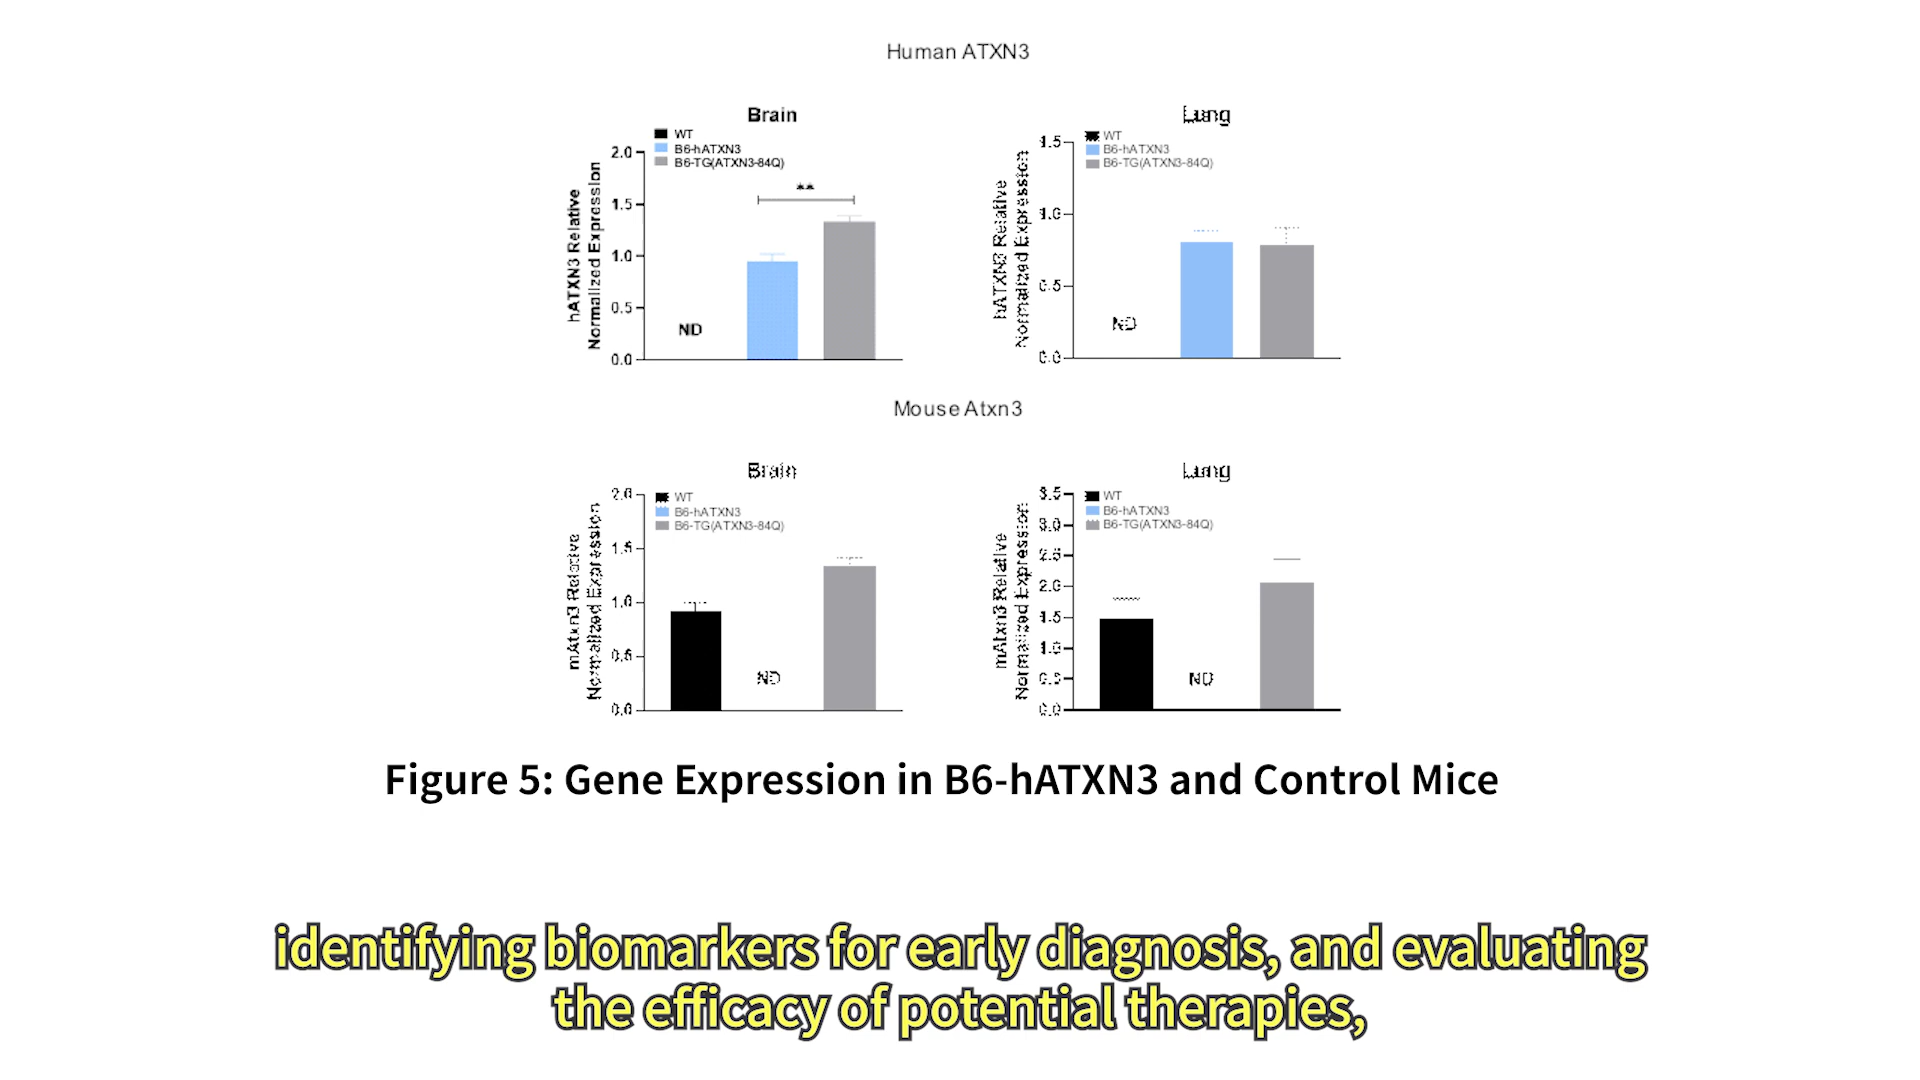 Human ATXN3
Brain
WT
B6-hATXN3
B6-TG(ATXN3-84Q)
hATXN3 Relative
Normalized Expression
2.0
1.5
1.0
0.5
0.0
**
ND
Lung
WT
B6-hATXN3
B6-TG(ATXN3-84Q)
hATXN3 Relative
Normalized Expression
1.5
1.0
0.5
0.0
ND
Mouse Atxn3
Brain
WT
B6-hATXN3
B6-TG(ATXN3-84Q)
mAtxn3 Relative
Normalized Expression
2.0
1.5
1.0
0.5
0.0
ND
Lung
WT
B6-hATXN3
B6-TG(ATXN3-84Q)
mAtxn3 Relative
Normalized Expression
3.5
3.0
2.5
2.0
1.5
1.0
0.5
0.0
ND
Figure 5: Gene Expression in B6-hATXN3 and Control Mice
identifying biomarkers for early diagnosis, and evaluating
the efficacy of potential therapies,